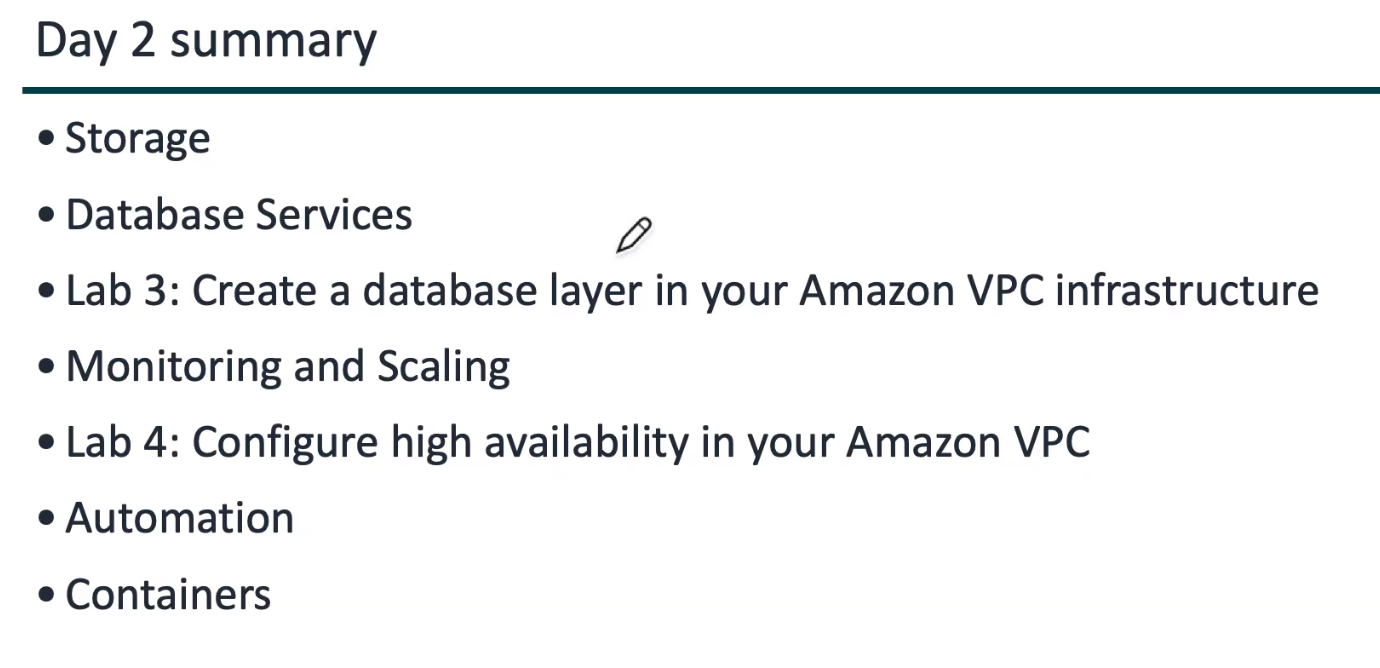 Day 2 summary
• Storage
• Database Services
• Lab 3: Create a database layer in your Amazon VPC infrastructure
• Monitoring and Scaling
• Lab 4: Configure high availability in your Amazon VPC
• Automation
• Containers